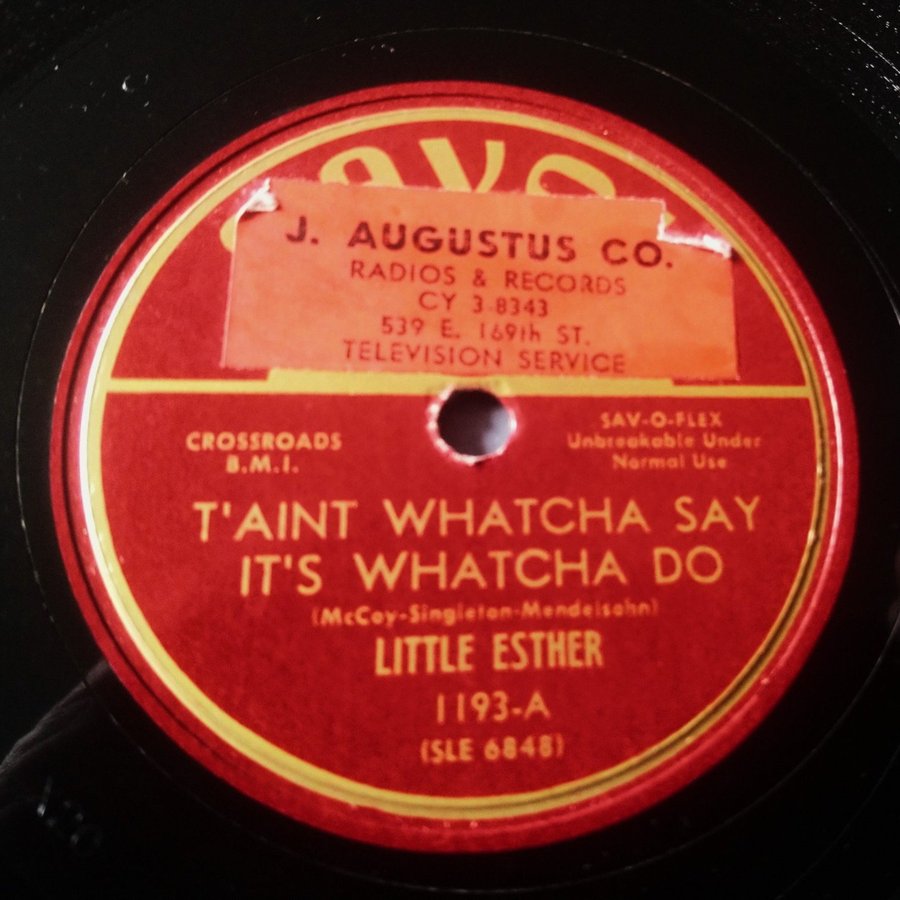 J. AUGUSTUS CO.
RADIOS & RECORDS
CY 3-8343
539 E. 169th ST.
TELEVISION SERVICE
CROSSROADS
B.M.I.
SAV-O-FLEX
Unbreakable Under
Normal Use
T'AINT WHATCHA SAY
IT'S WHATCHA DO
(McCoy-Singleton-Mendelsohn)
LITTLE ESTHER
1193-A
(SLE 6848)